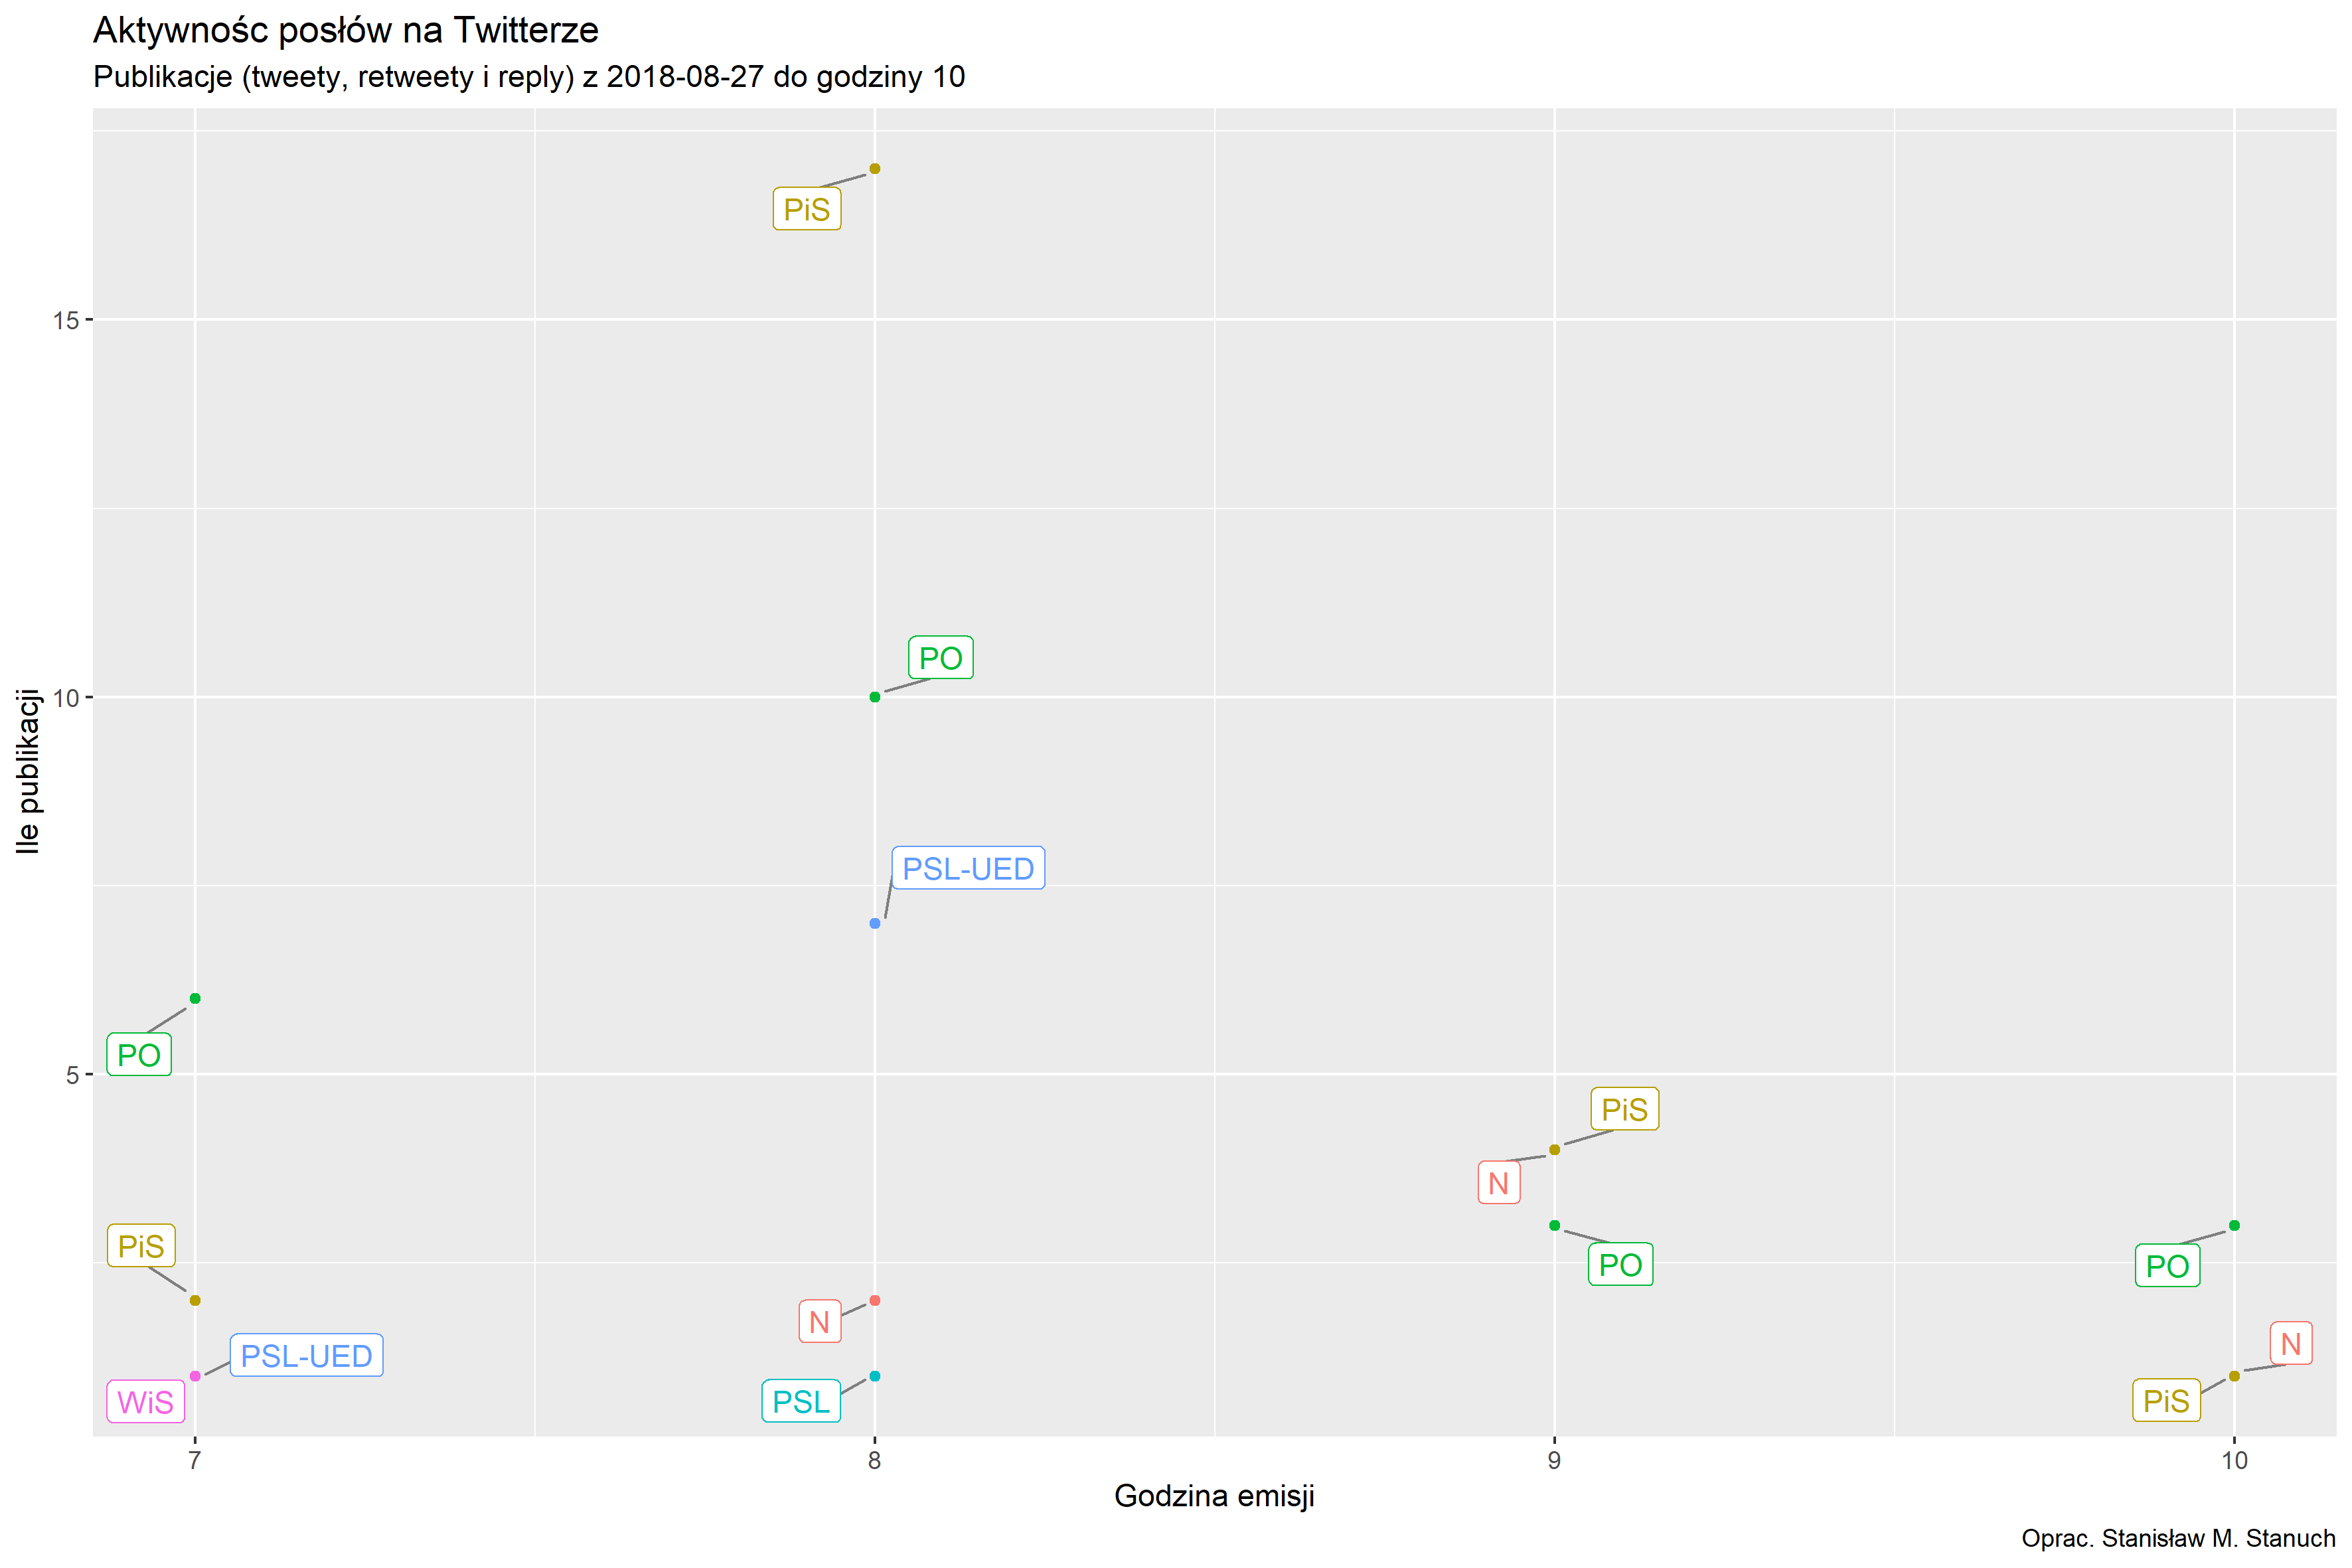 Aktywnośc posłów na Twitterze
Publikacje (tweety, retweety i reply) z 2018-08-27 do godziny 10
Ile publikacji
15
10
5
PiS
PO
PSL-UED
PO
PiS
N
PO
PO
PiS
N
N
PSL-UED
WiS
PSL
PiS
7
8
9
10
Godzina emisji
Oprac. Stanisław M. Stanuch